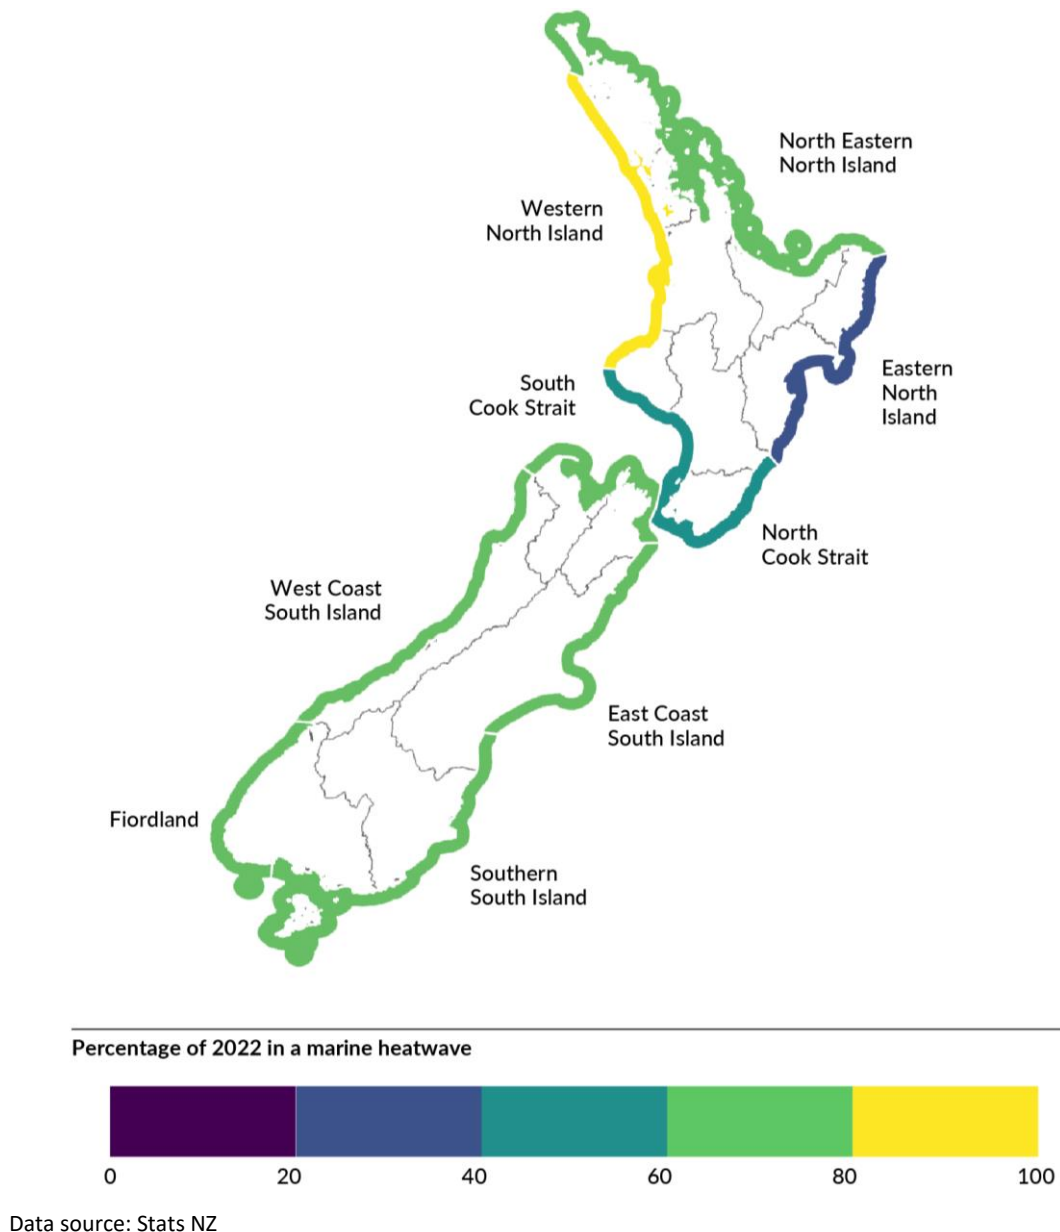 North Eastern
North Island
Western
North Island
Eastern
North
Island
South
Cook Strait
North
Cook Strait
West Coast
South Island
East Coast
South Island
Fiordland
Southern
South Island
Percentage of 2022 in a marine heatwave
0 20 40 60 80 100
Data source: Stats NZ